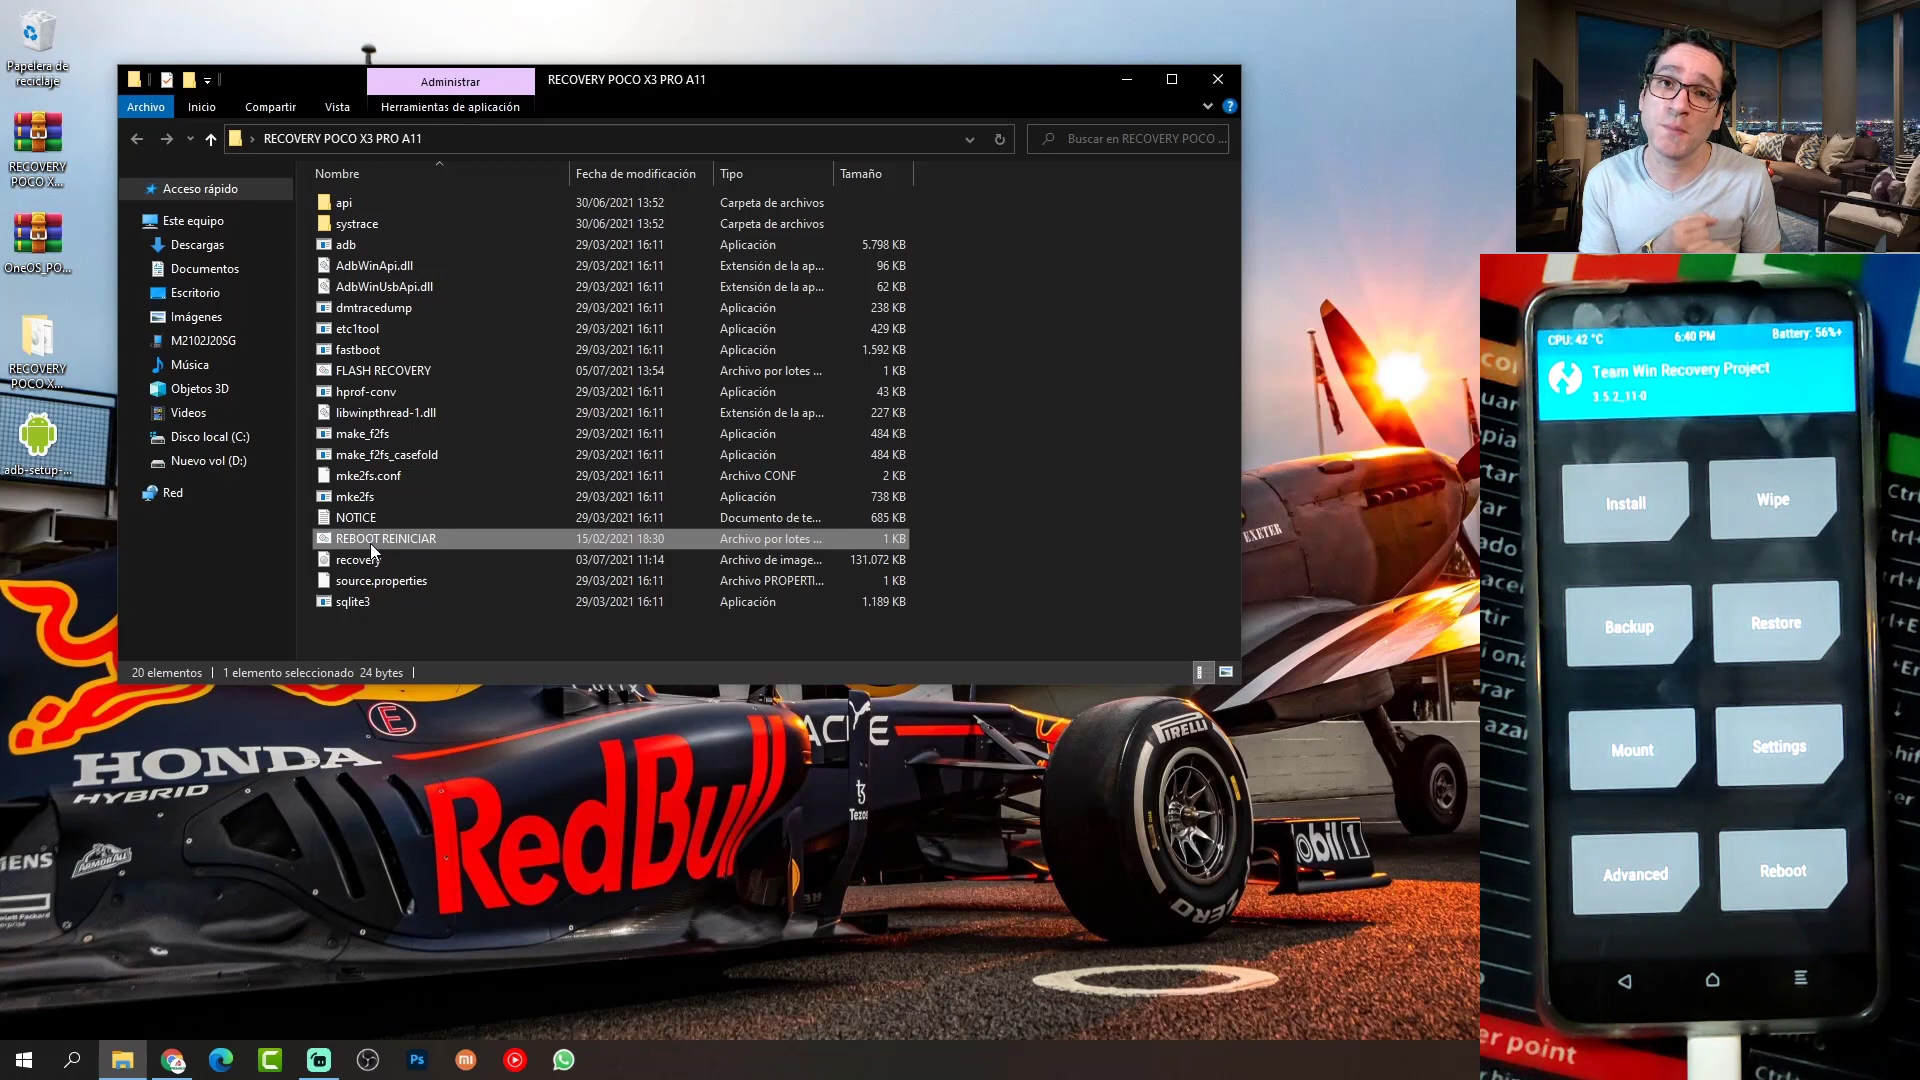 Papelera de
reciclaje
RECOVERY
POCO X...
OneOS_PO...
RECOVERY
POCO X...
adb-setup-...
Administrar
RECOVERY POCO X3 PRO A11
Archivo
Inicio
Compartir
Vista
Herramientas de aplicación
RECOVERY POCO X3 PRO A11
Buscar en RECOVERY POCO ...
Acceso rápido
Este equipo
Descargas
Documentos
Escritorio
Imágenes
M2102J20SG
Música
Objetos 3D
Videos
Disco local (C:)
Nuevo vol (D:)
Red
Nombre Fecha de modificación Tipo Tamaño
api 30/06/2021 13:52 Carpeta de archivos
systrace 30/06/2021 13:52 Carpeta de archivos
adb 29/03/2021 16:11 Aplicación 5.798 KB
AdbWinApi.dll 29/03/2021 16:11 Extensión de la ap... 96 KB
AdbWinUsbApi.dll 29/03/2021 16:11 Extensión de la ap... 62 KB
dmtracedump 29/03/2021 16:11 Aplicación 238 KB
etc1tool 29/03/2021 16:11 Aplicación 429 KB
fastboot 29/03/2021 16:11 Aplicación 1.592 KB
FLASH RECOVERY 05/07/2021 13:54 Archivo por lotes ... 1 KB
hprof-conv 29/03/2021 16:11 Aplicación 43 KB
libwinpthread-1.dll 29/03/2021 16:11 Extensión de la ap... 227 KB
make_f2fs 29/03/2021 16:11 Aplicación 484 KB
make_f2fs_casefold 29/03/2021 16:11 Aplicación 484 KB
mke2fs.conf 29/03/2021 16:11 Archivo CONF 2 KB
mke2fs 29/03/2021 16:11 Aplicación 738 KB
NOTICE 29/03/2021 16:11 Documento de te... 685 KB
REBOOT REINICIAR 15/02/2021 18:30 Archivo por lotes ... 1 KB
recovery 03/07/2021 11:14 Archivo de image... 131.072 KB
source.properties 29/03/2021 16:11 Archivo PROPERTI... 1 KB
sqlite3 29/03/2021 16:11 Aplicación 1.189 KB
20 elementos
1 elemento seleccionado 24 bytes
EXETER
HONDA
HYBRID
RedBull
PIRELLI
ZERO
Tezos
Mobil 1
ARMORALL
CPU: 42 °C 6:40 PM Battery: 56%+
Team Win Recovery Project
3.5.2_11-0
Install
Wipe
Backup
Restore
Mount
Settings
Advanced
Reboot
er point
Ps
mi